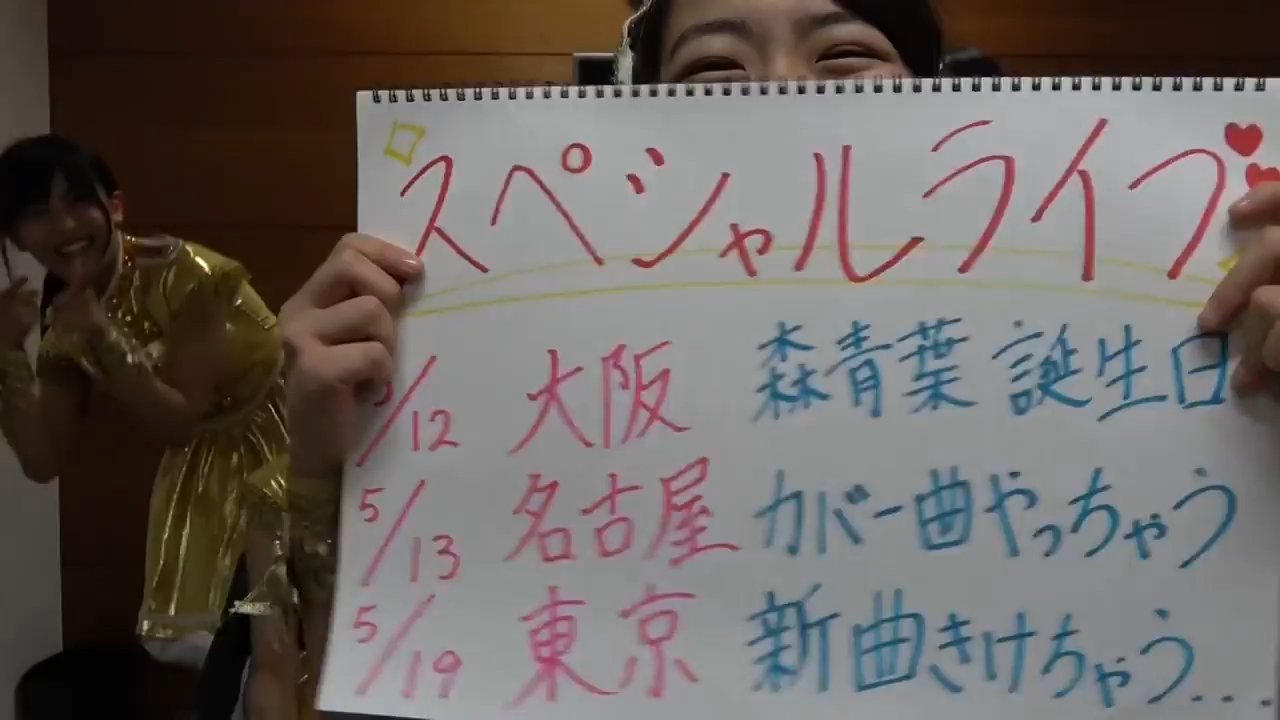 スペシャルライブ
5/12 大阪 森青葉 誕生日
5/13 名古屋 カバー曲やっちゃう
5/19 東京 新曲きけちゃう...